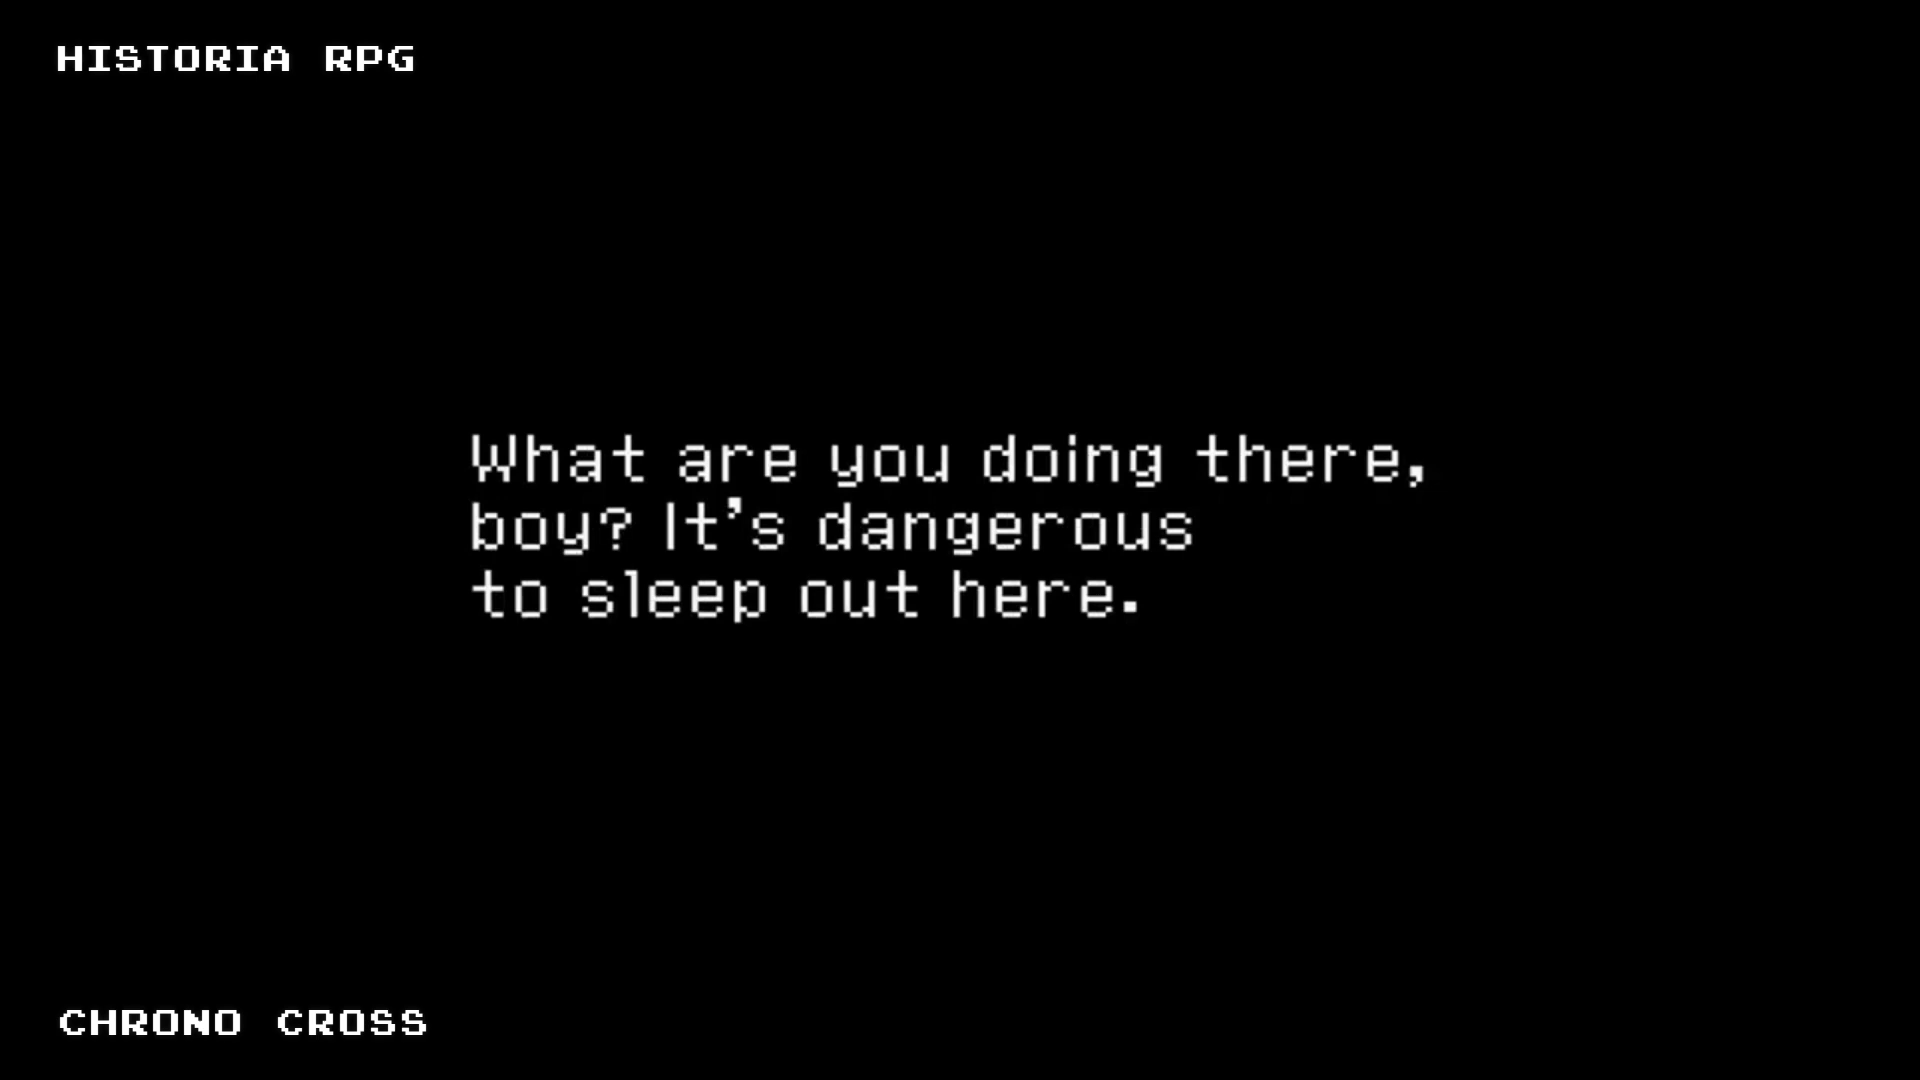 HISTORIA RPG
What are you doing there,
boy? It's dangerous
to sleep out here.
CHRONO CROSS